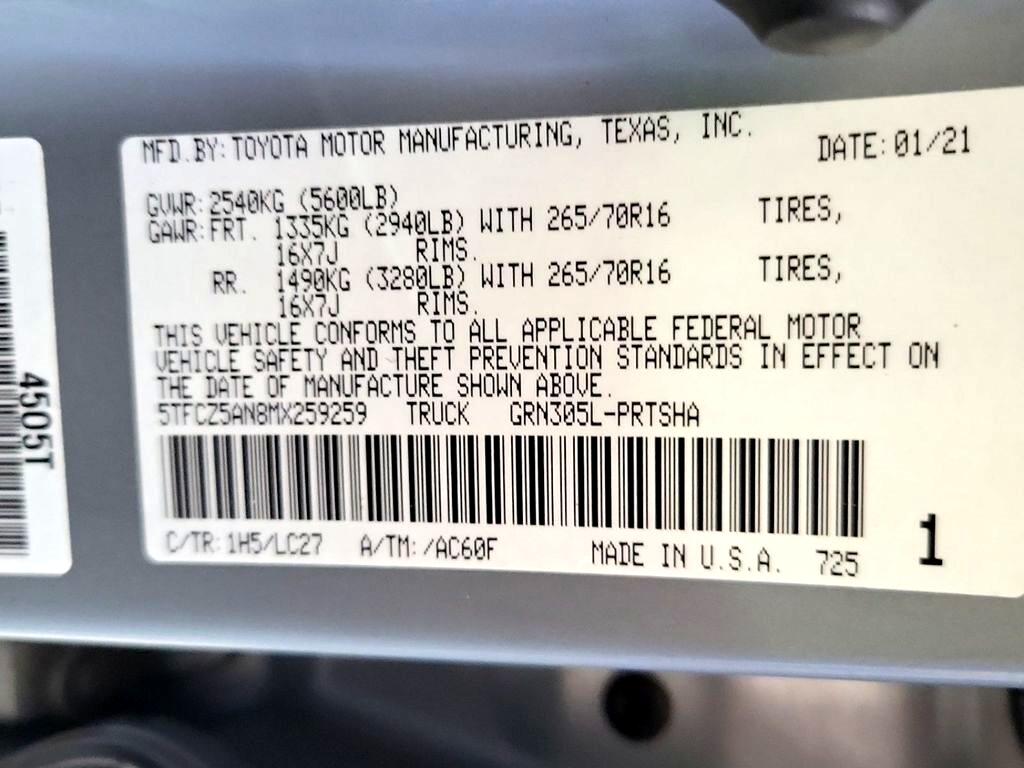 MFD.BY:TOYOTA MOTOR MANUFACTURING, TEXAS, INC.
DATE:01/21
GVWR:2540KG (5600LB)
GAWR:FRT. 1335KG (2940LB) WITH 265/70R16 TIRES,
16X7J RIMS.
RR. 1490KG (3280LB) WITH 265/70R16 TIRES,
16X7J RIMS.
THIS VEHICLE CONFORMS TO ALL APPLICABLE FEDERAL MOTOR
VEHICLE SAFETY AND THEFT PREVENTION STANDARDS IN EFFECT ON
THE DATE OF MANUFACTURE SHOWN ABOVE.
5TFCZ5AN8MX259259 TRUCK GRN305L-PRTSHA
C/TR:1H5/LC27 A/TM:/AC60F MADE IN U.S.A. 725
1
4505T